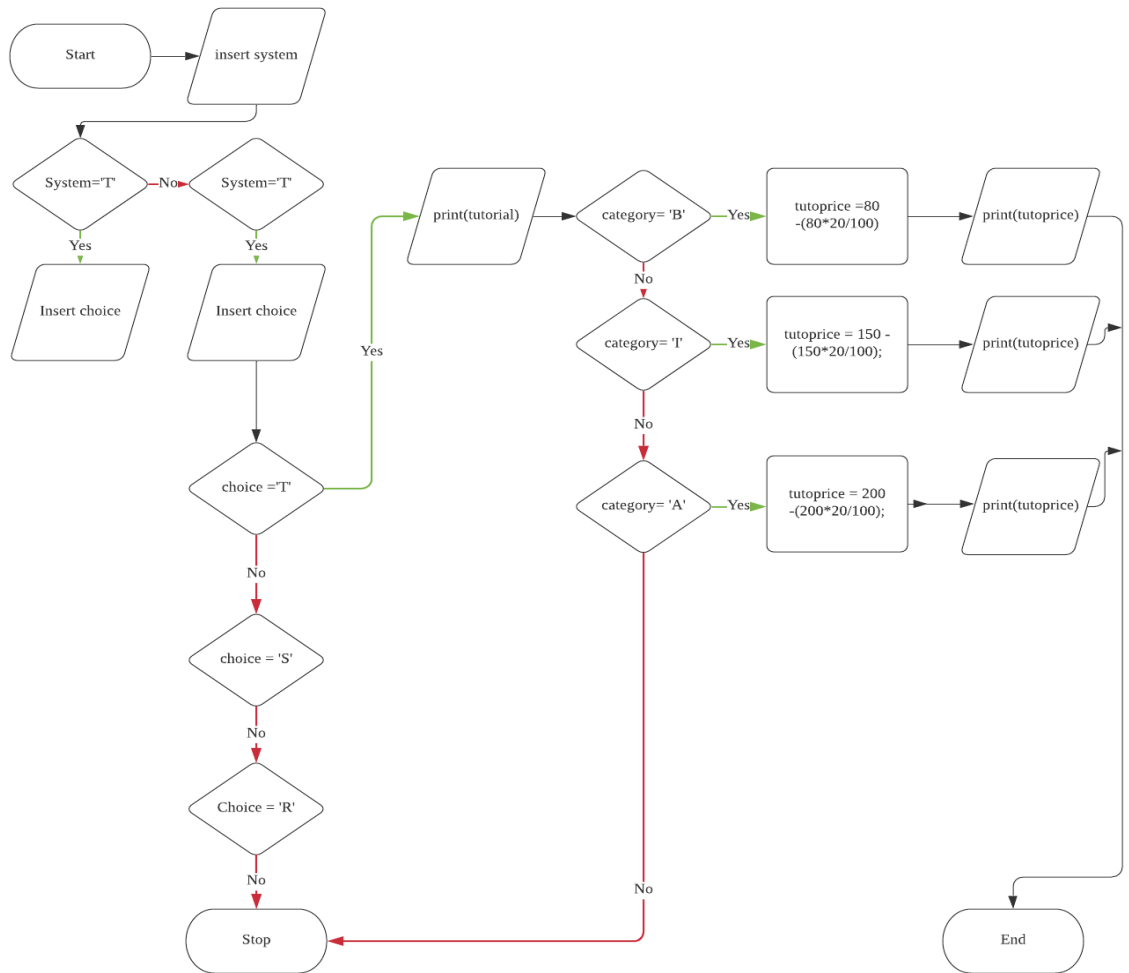 Start
insert system
System='T'
No
System='T'
Yes
Yes
Insert choice
Insert choice
choice ='T'
Yes
No
choice = 'S'
No
Choice = 'R'
No
Stop
print(tutorial)
category= 'B'
Yes
tutoprice =80
-(80*20/100)
print(tutoprice)
No
category= 'I'
Yes
tutoprice = 150 -
(150*20/100);
print(tutoprice)
No
category= 'A'
Yes
tutoprice = 200
-(200*20/100);
print(tutoprice)
No
End